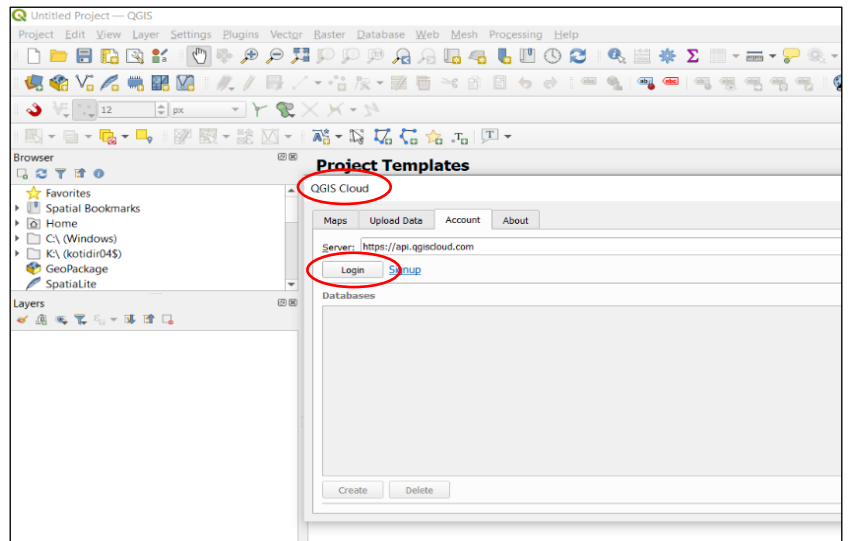 Untitled Project — QGIS
Project Edit View Layer Settings Plugins Vector Raster Database Web Mesh Processing Help
12 px
Browser
Favorites
Spatial Bookmarks
Home
C:\ (Windows)
K:\ (kotidir04$)
GeoPackage
SpatiaLite
Layers
Project Templates
QGIS Cloud
Maps Upload Data Account About
Server: https://api.qgiscloud.com
Login Signup
Databases
Create Delete